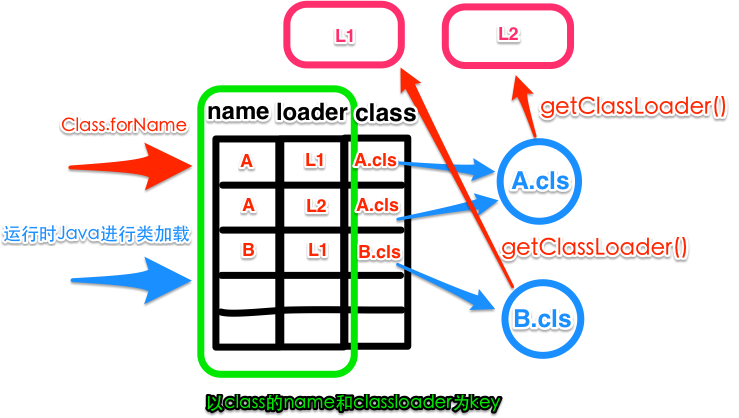 L1
L2
name loader class
getClassLoader()
Class.forName
A L1 A.cls
A.cls
A L2 A.cls
运行时Java进行类加载
B L1 B.cls
getClassLoader()
B.cls
以class的name和classloader为key